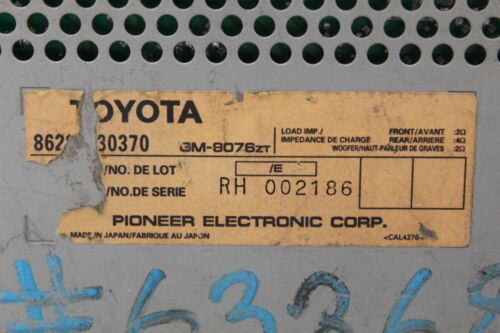 TOYOTA
30370 GM-8076ZT
LOAD IMP./ FRONT/AVANT :2Ω
IMPEDANCE DE CHARGE REAR/ARRIERE :4Ω
WOOFER/HAUT-PARLEUR DE GRAVES :2Ω
/NO. DE LOT /E
/NO. DE SERIE RH 002186
PIONEER ELECTRONIC CORP.
MADE IN JAPAN/FABRIQUE AU JAPON
<CAL4276
#63368